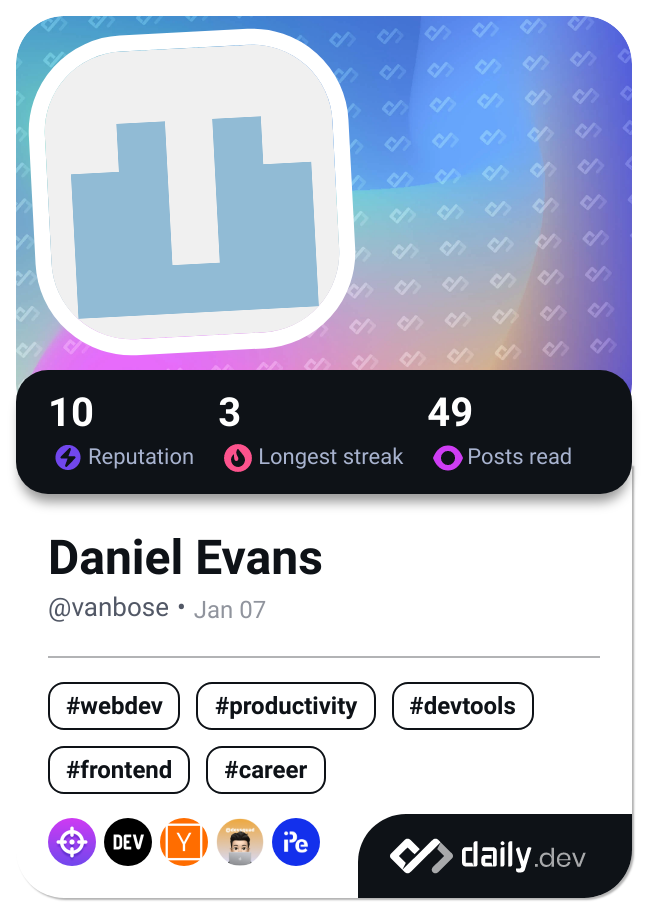 10 3 49
Reputation Longest streak Posts read
Daniel Evans
@vanbose • Jan 07
#webdev #productivity #devtools
#frontend #career
DEV Y iPe
daily.dev